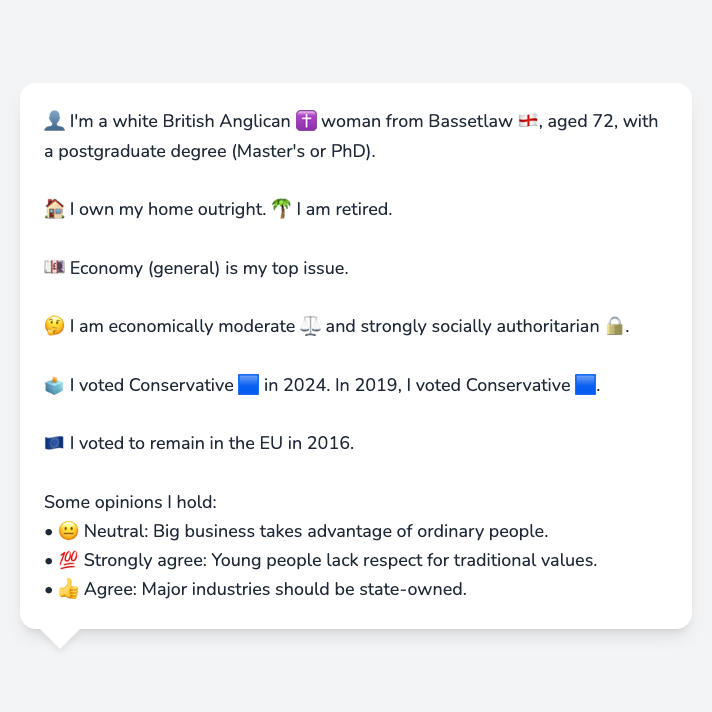 👤 I'm a white British Anglican ✝️ woman from Bassetlaw 🏴󠁧󠁢󠁥󠁮󠁧󠁿, aged 72, with
a postgraduate degree (Master's or PhD).
🏠 I own my home outright. 🌴 I am retired.
💷 Economy (general) is my top issue.
🤔 I am economically moderate ⚖️ and strongly socially authoritarian 🔒.
🗳️ I voted Conservative 🟦 in 2024. In 2019, I voted Conservative 🟦.
🇪🇺 I voted to remain in the EU in 2016.
Some opinions I hold:
• 😐 Neutral: Big business takes advantage of ordinary people.
• 💯 Strongly agree: Young people lack respect for traditional values.
• 👍 Agree: Major industries should be state-owned.